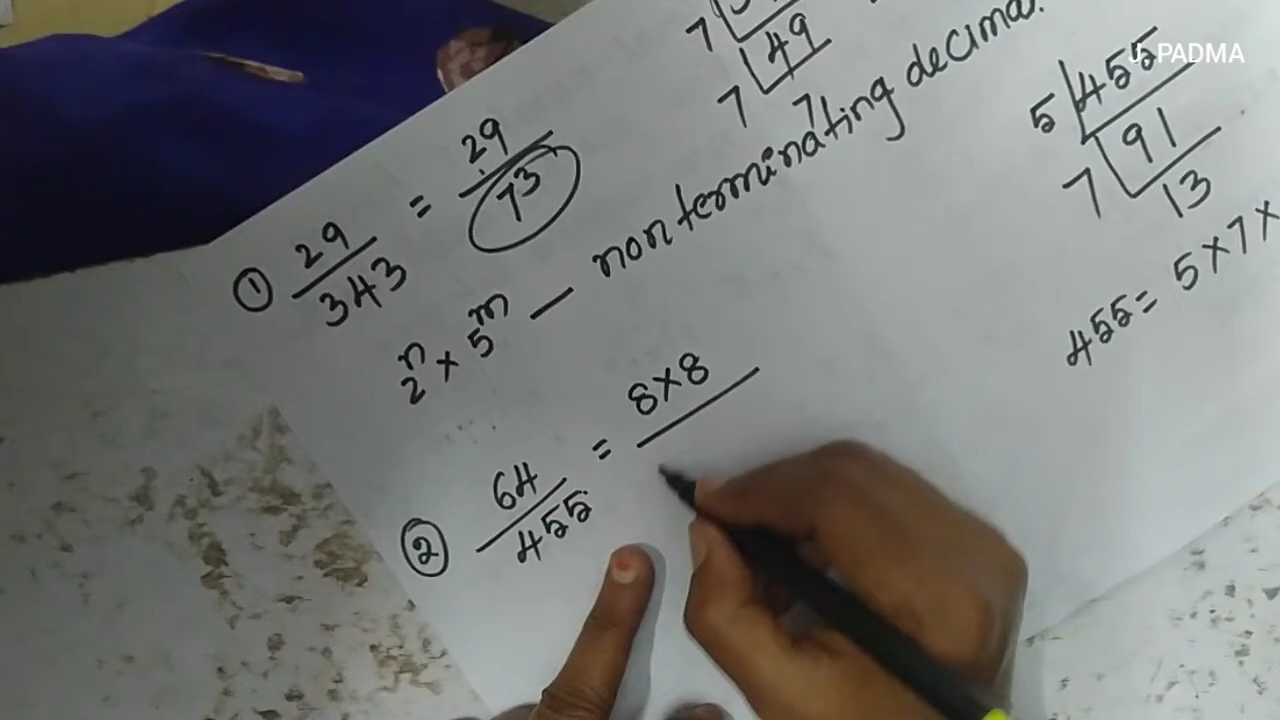 J. PADMA
7 49
7 7
① 29/343 = 29/7³
2ⁿ × 5ᵐ — non terminating decimal.
② 64/455 = 8×8
5 455
7 91
13
455 = 5×7×